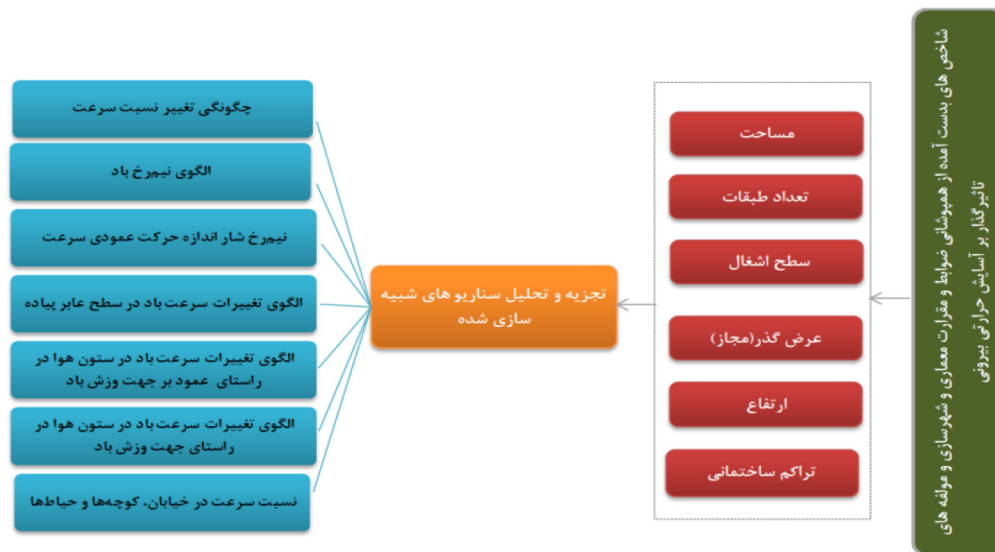 شاخص های بدست آمده از همپوشانی ضوابط و مقررات معماری و شهرسازی و مولفه های
تاثیرگذار بر آسایش حرارتی بیرونی
مساحت
تعداد طبقات
سطح اشغال
عرض گذر(مجاز)
ارتفاع
تراکم ساختمانی
تجزیه و تحلیل سناریو های شبیه
سازی شده
چگونگی تغییر نسبت سرعت
الگوی نیم‌رخ باد
نیم‌رخ شار اندازه حرکت عمودی سرعت
الگوی تغییرات سرعت باد در سطح عابر پیاده
الگوی تغییرات سرعت باد در ستون هوا در
راستای عمود بر جهت وزش باد
الگوی تغییرات سرعت باد در ستون هوا در
راستای جهت وزش باد
نسبت سرعت در خیابان، کوچه‌ها و حیاط‌ها